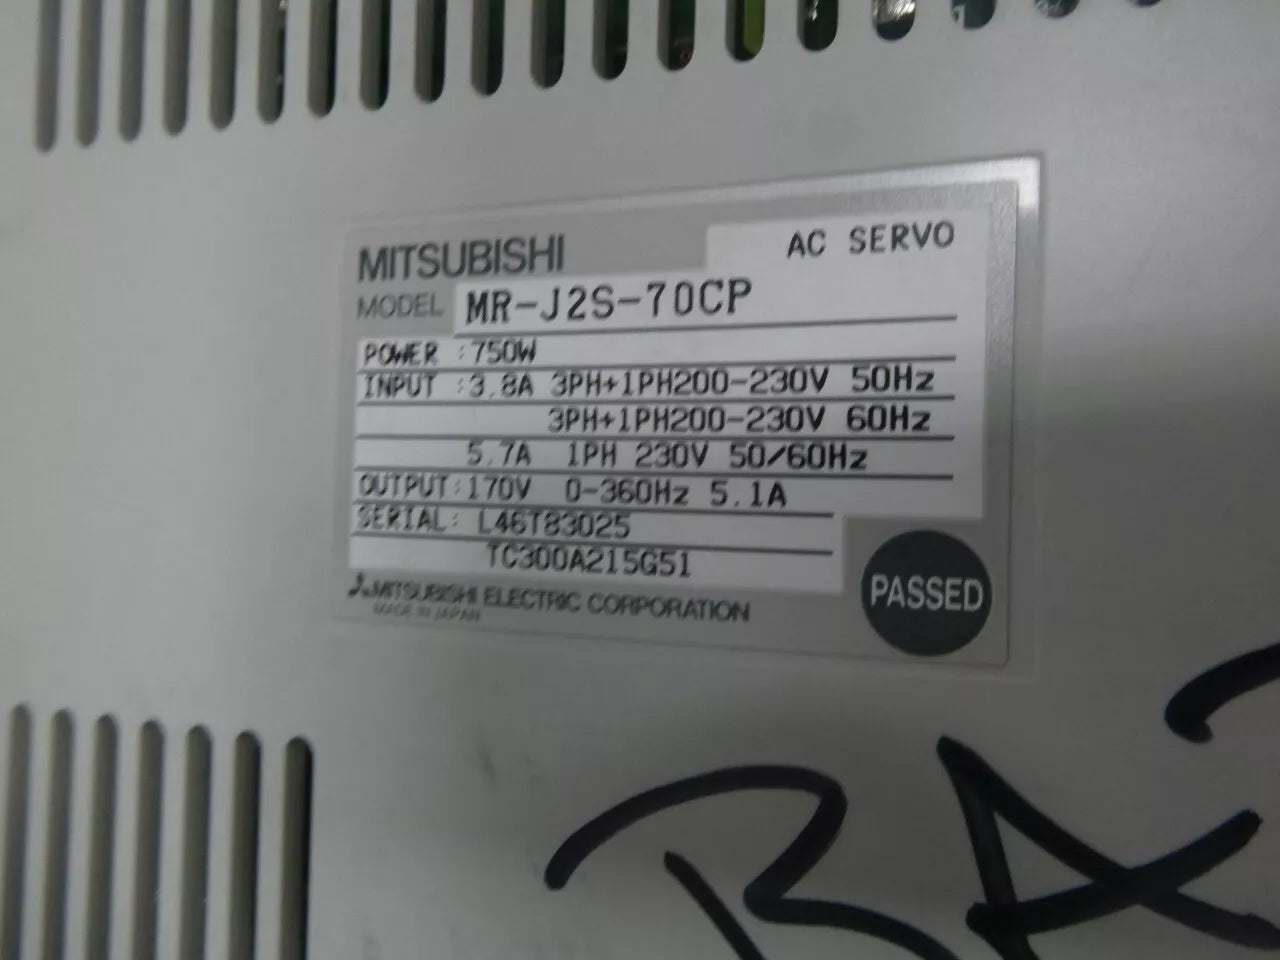 MITSUBISHI AC SERVO
MODEL MR-J2S-70CP
POWER : 750W
INPUT : 3.8A 3PH+1PH200-230V 50Hz
3PH+1PH200-230V 60Hz
5.7A 1PH 230V 50/60Hz
OUTPUT: 170V 0-360Hz 5.1A
SERIAL: L46T83025
TC300A215G51
MITSUBISHI ELECTRIC CORPORATION
MADE IN JAPAN
PASSED